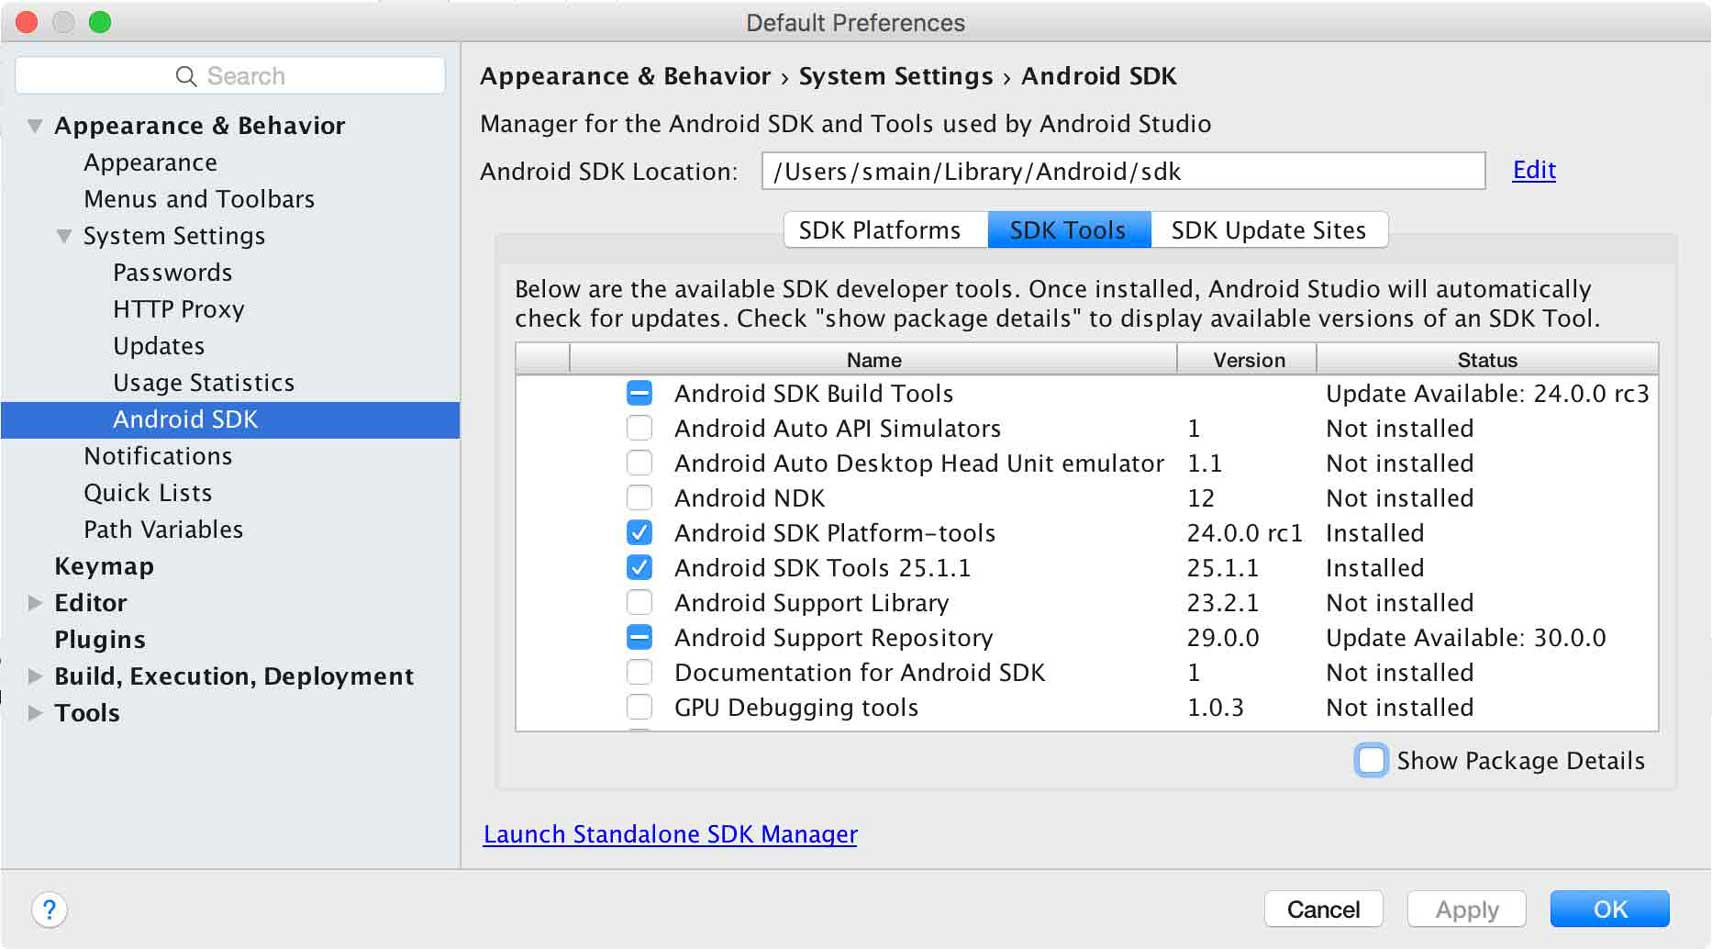 Default Preferences
Search
Appearance & Behavior
Appearance
Menus and Toolbars
System Settings
Passwords
HTTP Proxy
Updates
Usage Statistics
Android SDK
Notifications
Quick Lists
Path Variables
Keymap
Editor
Plugins
Build, Execution, Deployment
Tools
Appearance & Behavior › System Settings › Android SDK
Manager for the Android SDK and Tools used by Android Studio
Android SDK Location: /Users/smain/Library/Android/sdk Edit
SDK Platforms SDK Tools SDK Update Sites
Below are the available SDK developer tools. Once installed, Android Studio will automatically
check for updates. Check "show package details" to display available versions of an SDK Tool.
Name Version Status
Android SDK Build Tools Update Available: 24.0.0 rc3
Android Auto API Simulators 1 Not installed
Android Auto Desktop Head Unit emulator 1.1 Not installed
Android NDK 12 Not installed
Android SDK Platform-tools 24.0.0 rc1 Installed
Android SDK Tools 25.1.1 25.1.1 Installed
Android Support Library 23.2.1 Not installed
Android Support Repository 29.0.0 Update Available: 30.0.0
Documentation for Android SDK 1 Not installed
GPU Debugging tools 1.0.3 Not installed
Show Package Details
Launch Standalone SDK Manager
? Cancel Apply OK